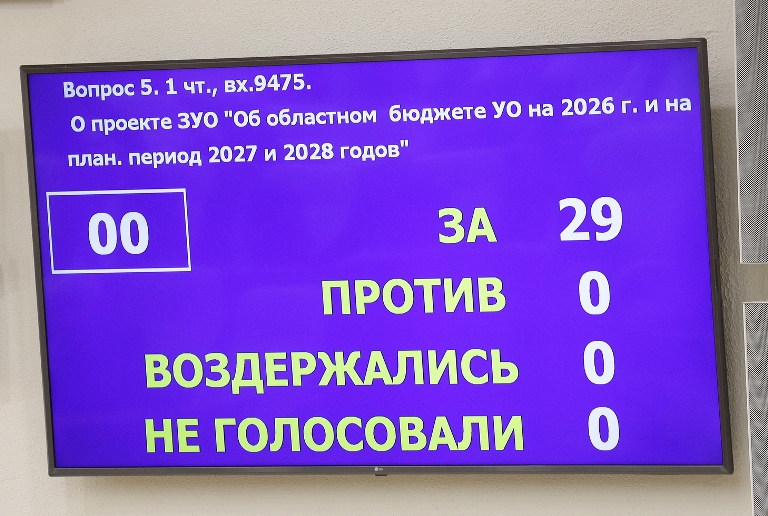 Вопрос 5. 1 чт., вх.9475.
О проекте ЗУО "Об областном бюджете УО на 2026 г. и на
план. период 2027 и 2028 годов"
00
ЗА 29
ПРОТИВ 0
ВОЗДЕРЖАЛИСЬ 0
НЕ ГОЛОСОВАЛИ 0
LG